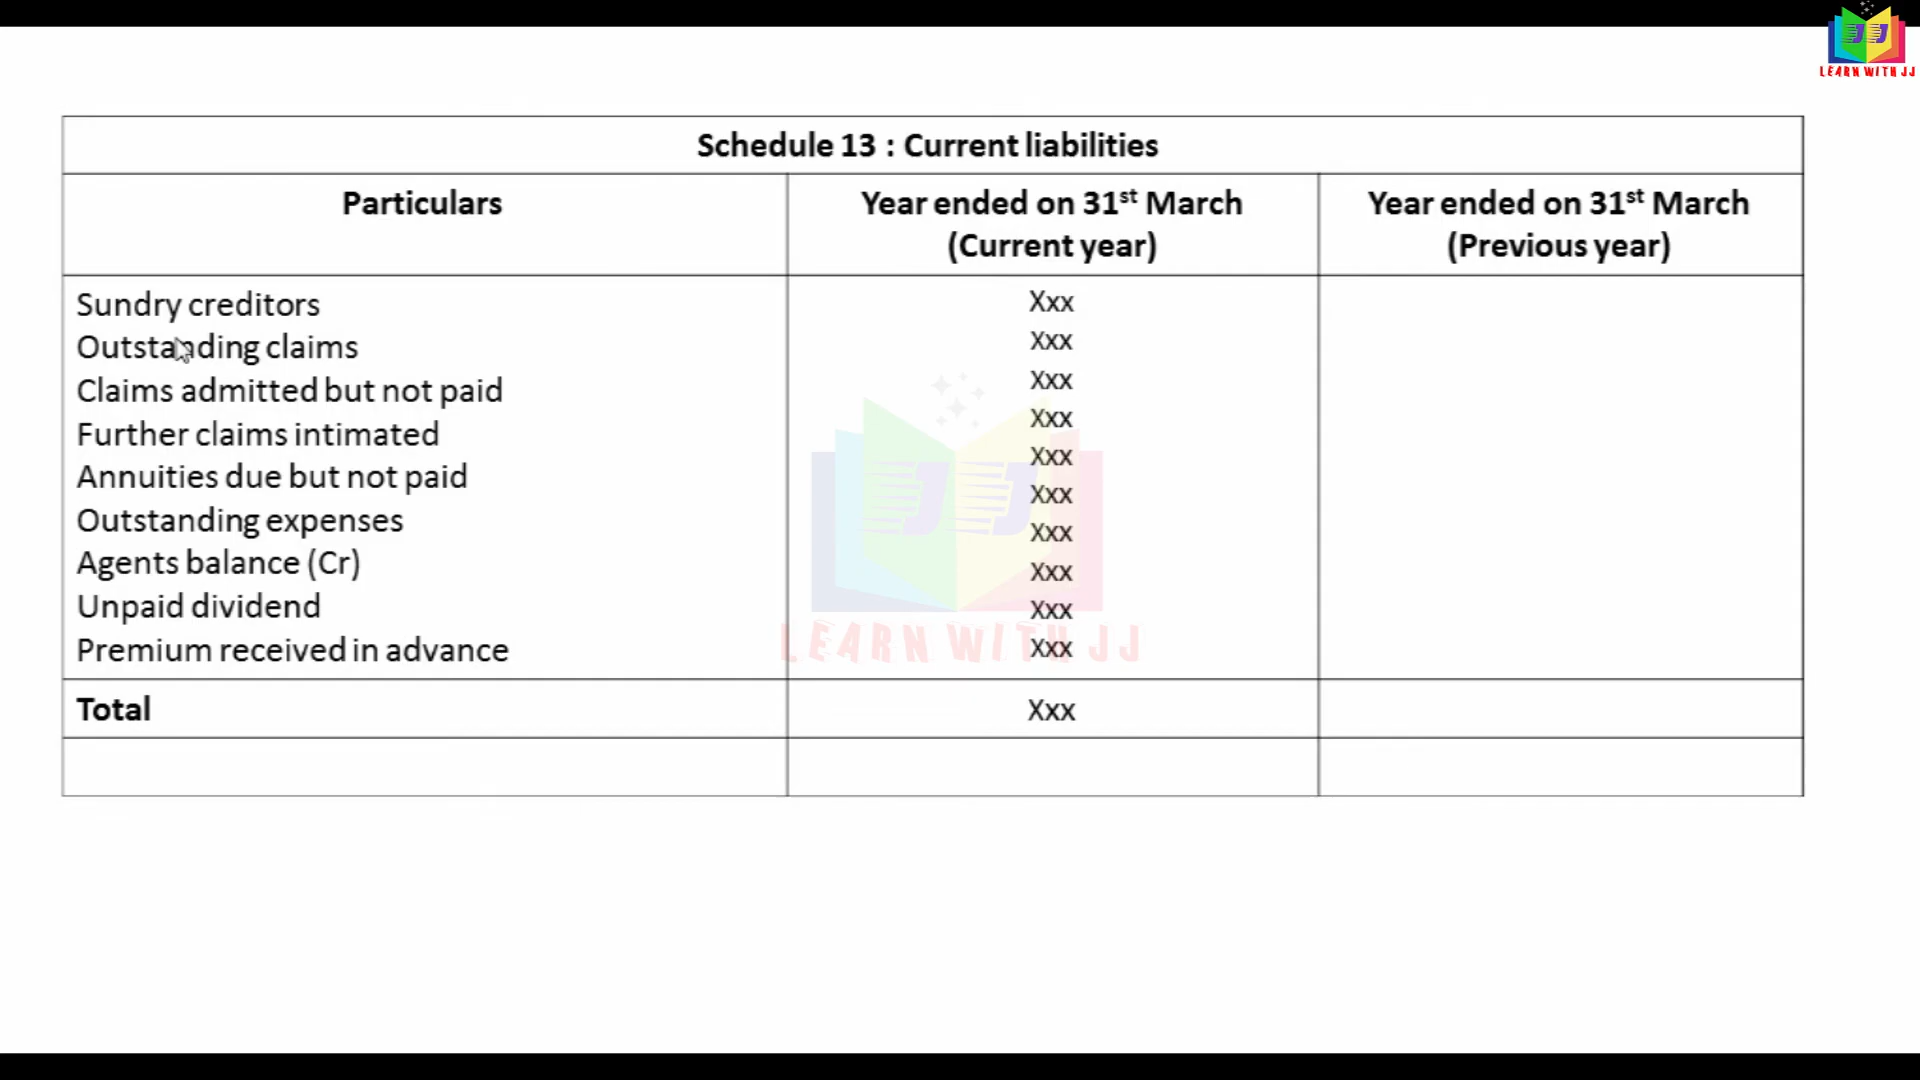 LEARN WITH JJ
Schedule 13 : Current liabilities
Particulars
Year ended on 31st March
(Current year)
Year ended on 31st March
(Previous year)
Sundry creditors
Outstanding claims
Claims admitted but not paid
Further claims intimated
Annuities due but not paid
Outstanding expenses
Agents balance (Cr)
Unpaid dividend
Premium received in advance
Xxx
Xxx
Xxx
Xxx
Xxx
Xxx
Xxx
Xxx
Xxx
Xxx
JJ
LEARN WITH JJ
Total
Xxx